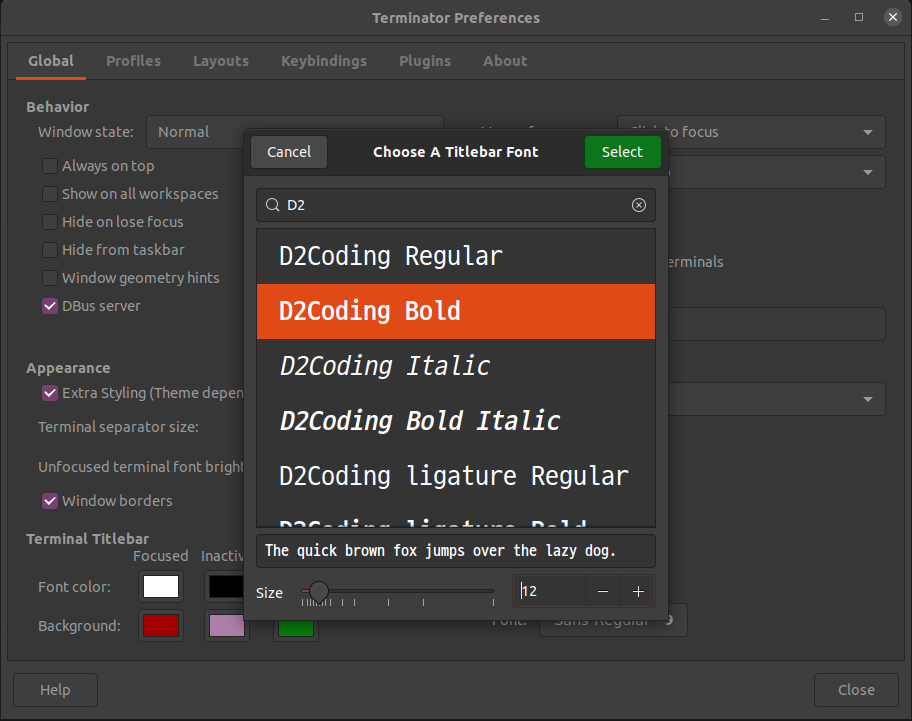 Terminator Preferences
Global Profiles Layouts Keybindings Plugins About
Behavior
Window state: Normal
to focus
Always on top
Show on all workspaces
Hide on lose focus
Hide from taskbar
Window geometry hints
DBus server
Appearance
Extra Styling (Theme depen
Terminal separator size:
Unfocused terminal font bright
Window borders
Terminal Titlebar
Focused Inactiv
Font color:
Background:
erminals
Font: Sans Regular 9
Cancel Choose A Titlebar Font Select
D2
D2Coding Regular
D2Coding Bold
D2Coding Italic
D2Coding Bold Italic
D2Coding ligature Regular
D2Coding ligature Bold
The quick brown fox jumps over the lazy dog.
Size 12
Help Close